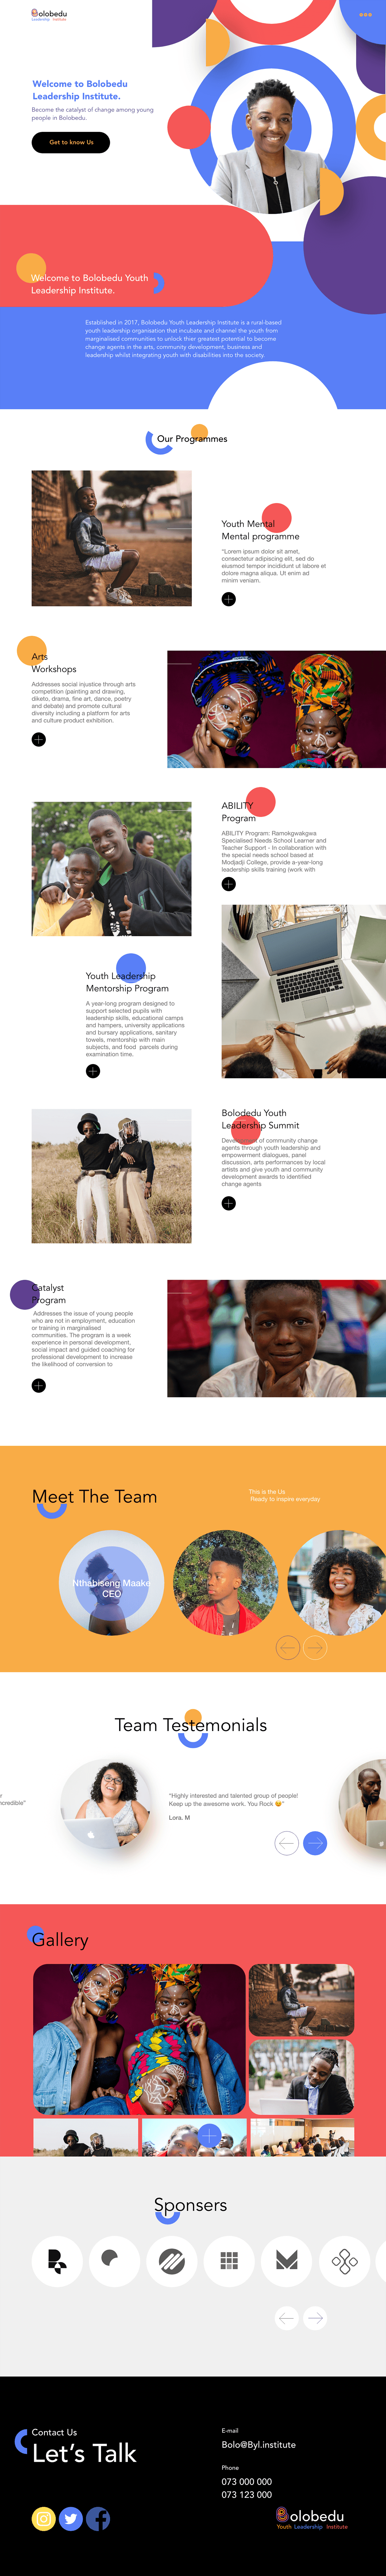 Bolobedu
Leadership Institute
Welcome to Bolobedu
Leadership Institute.
Become the catalyst of change among young
people in Bolobedu.
Get to know Us
Welcome to Bolobedu Youth
Leadership Institute.
Established in 2017, Bolobedu Youth Leadership Institute is a rural-based
youth leadership organisation that incubate and channel the youth from
marginalised communities to unlock thier greatest potential to become
change agents in the arts, community development, business and
leadership whilst integrating youth with disabilities into the society.
Our Programmes
Youth Mental
Mental programme
“Lorem ipsum dolor sit amet,
consectetur adipiscing elit, sed do
eiusmod tempor incididunt ut labore et
dolore magna aliqua. Ut enim ad
minim veniam.
Arts
Workshops
Addresses social injustice through arts
competition (painting and drawing,
diketo, drama, fine art, dance, poetry
and debate) and promote cultural
diversity including a platform for arts
and culture product exhibition.
ABILITY
Program
ABILITY Program: Ramokgwakgwa
Specialised Needs School Learner and
Teacher Support - In collaboration with
the special needs school based at
Modjadji College, provide a-year-long
leadership skills training (work with
Youth Leadership
Mentorship Program
A year-long program designed to
support selected pupils with
leadership skills, educational camps
and hampers, university applications
and bursary applications, sanitary
towels, mentorship with main
subjects, and food parcels during
examination time.
Bolodedu Youth
Leadership Summit
Development of community change
agents through youth leadership and
empowerment dialogues, panel
discussion, arts performances by local
artists and give youth and community
development awards to identified
change agents
Catalyst
Program
Addresses the issue of young people
who are not in employment, education
or training in marginalised
communities. The program is a week
experience in personal development,
social impact and guided coaching for
professional development to increase
the likelihood of conversion to
Meet The Team
This is the Us
Ready to inspire everyday
Nthabiseng Maake
CEO
Team Testemonials
r
ncredible”
“Highly interested and talented group of people!
Keep up the awesome work. You Rock 😜”
Lora. M
Gallery
Sponsers
Contact Us
Let's Talk
E-mail
Bolo@Byl.institute
Phone
073 000 000
073 123 000
Bolobedu
Youth Leadership Institute